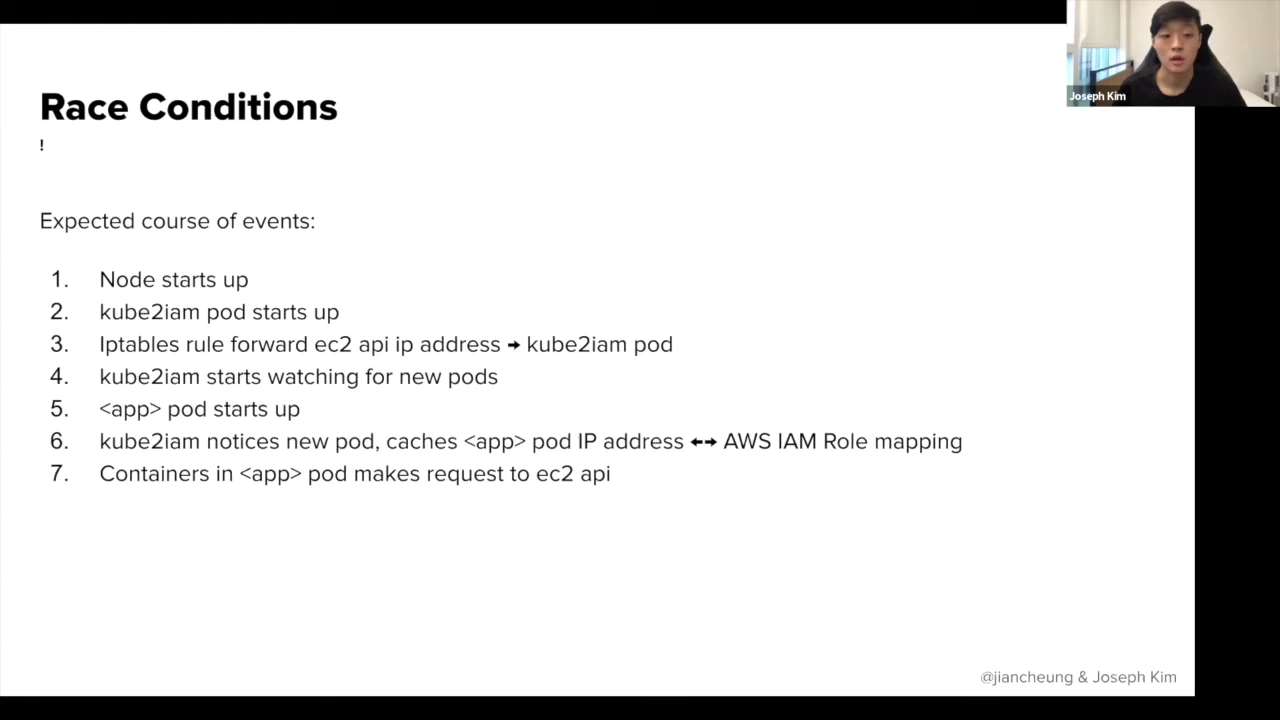 Joseph Kim
Race Conditions
!
Expected course of events:
1. Node starts up
2. kube2iam pod starts up
3. Iptables rule forward ec2 api ip address → kube2iam pod
4. kube2iam starts watching for new pods
5. <app> pod starts up
6. kube2iam notices new pod, caches <app> pod IP address ←→ AWS IAM Role mapping
7. Containers in <app> pod makes request to ec2 api
@jiancheung & Joseph Kim